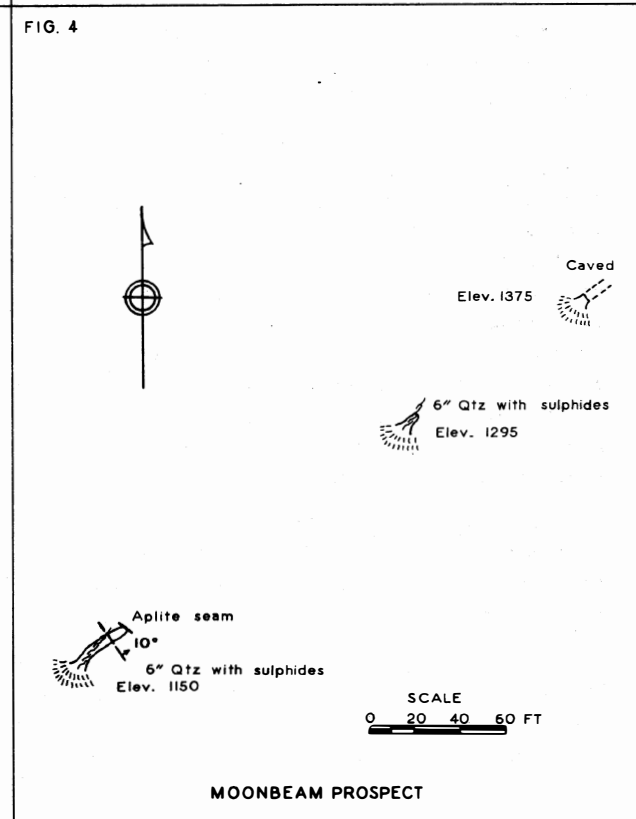 FIG. 4
Caved
Elev. 1375
6" Qtz with sulphides
Elev. 1295
Aplite seam
10°
6" Qtz with sulphides
Elev. 1150
SCALE
0 20 40 60 FT
MOONBEAM PROSPECT